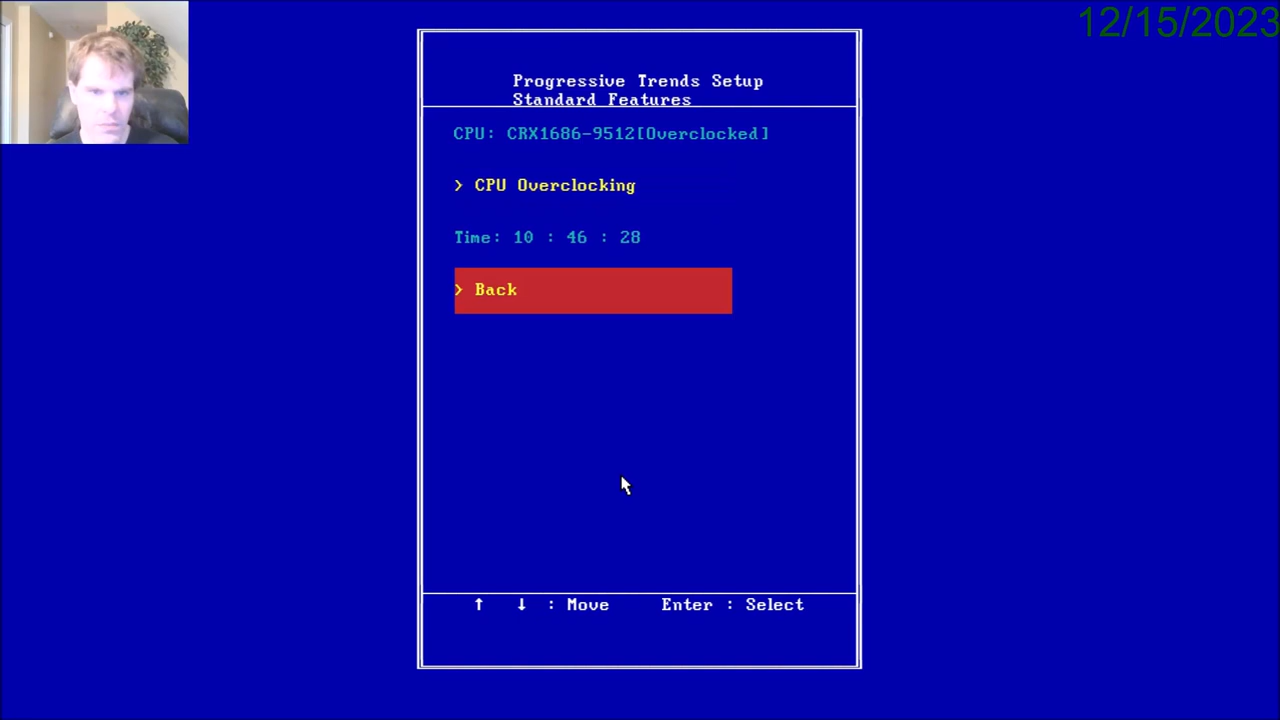 12/15/2023
Progressive Trends Setup
Standard Features
CPU: CRX1686-9512[Overclocked]
> CPU Overclocking
Time: 10 : 46 : 28
> Back
↑ ↓ : Move Enter : Select